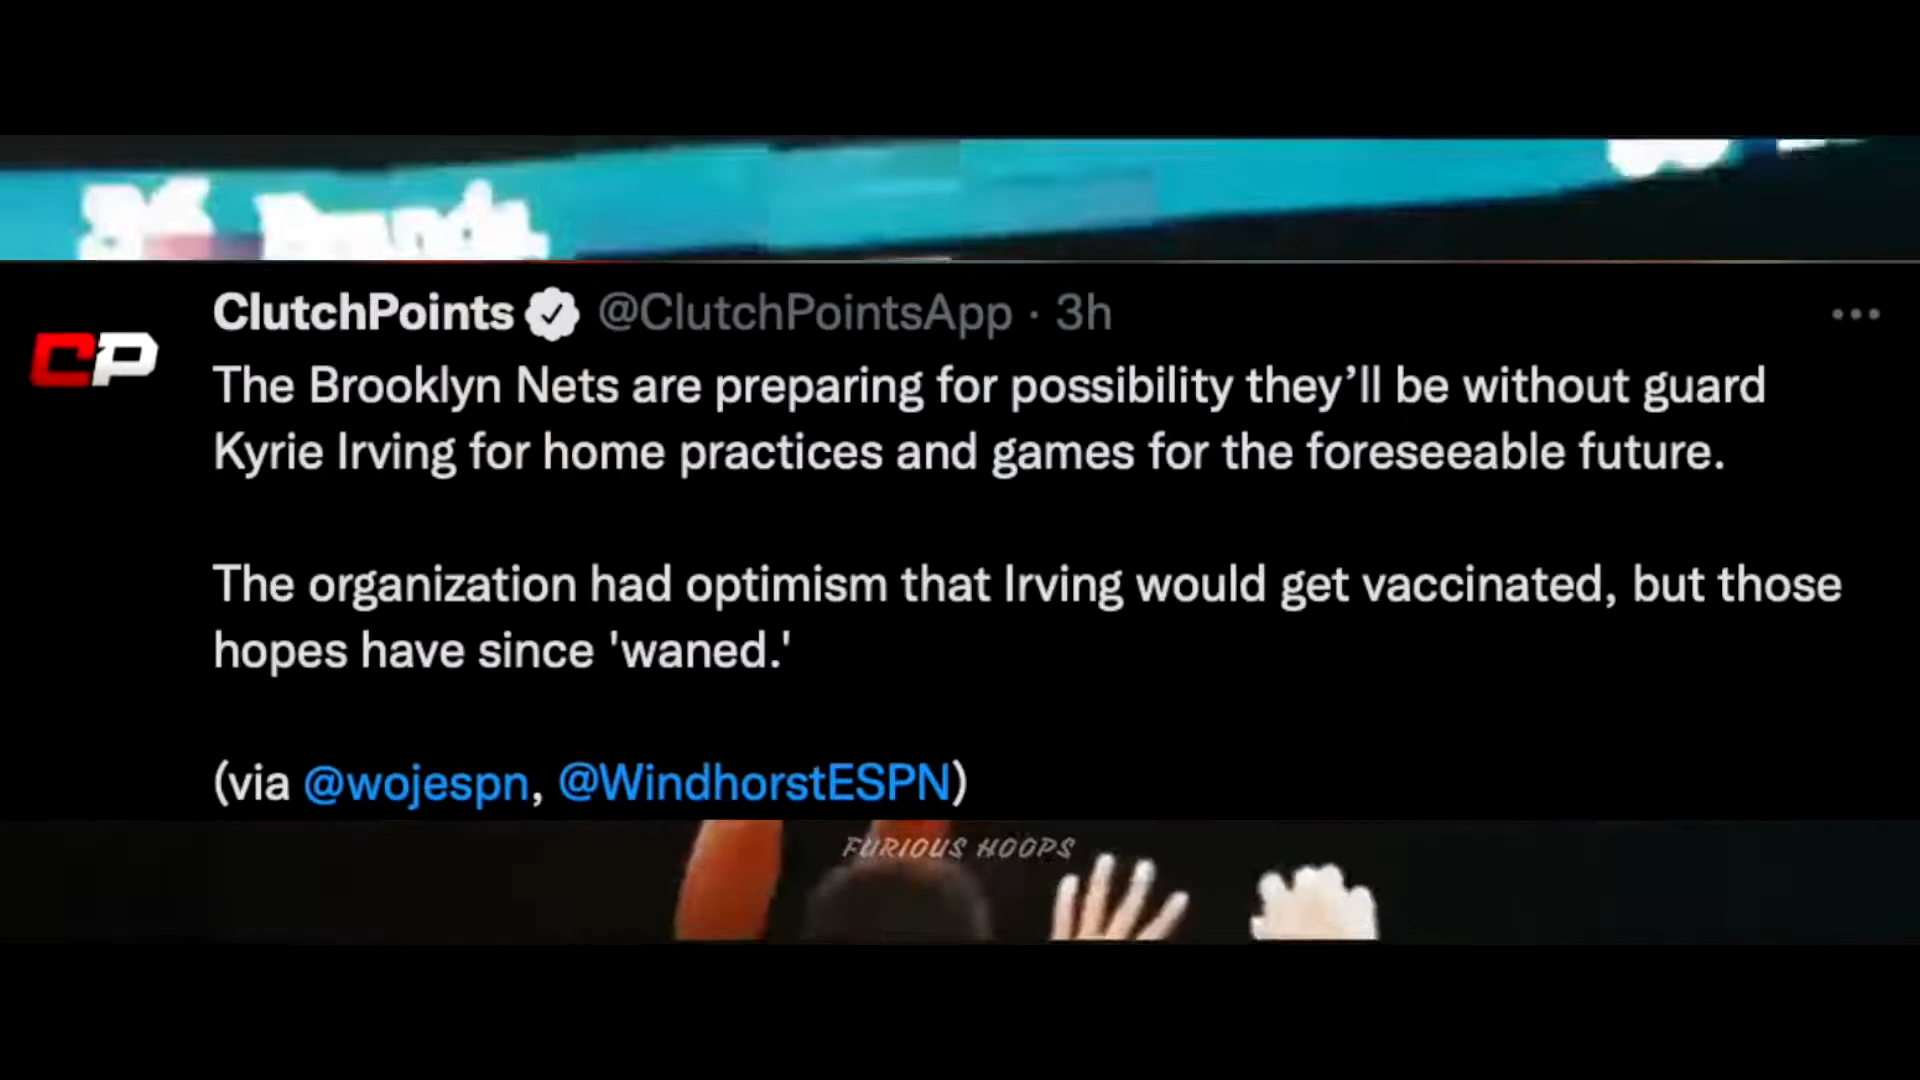 ClutchPoints @ClutchPointsApp · 3h
CP
The Brooklyn Nets are preparing for possibility they’ll be without guard
Kyrie Irving for home practices and games for the foreseeable future.
The organization had optimism that Irving would get vaccinated, but those
hopes have since 'waned.'
(via @wojespn, @WindhorstESPN)
FURIOUS HOOPS